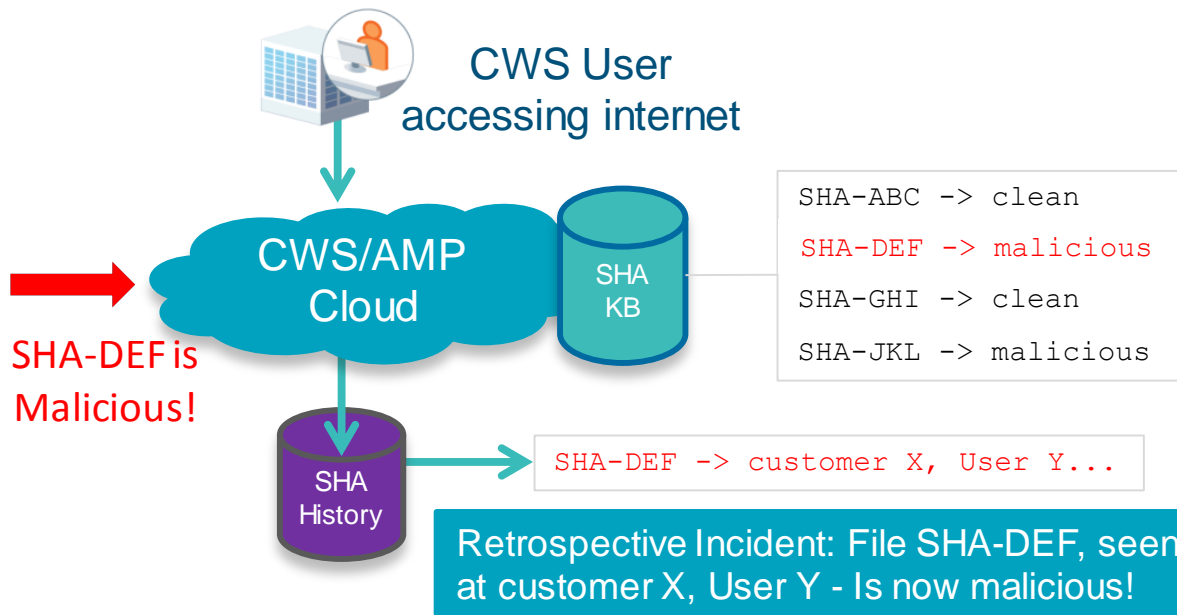 CWS User
accessing internet
SHA-ABC -> clean
SHA-DEF -> malicious
SHA-GHI -> clean
SHA-JKL -> malicious
CWS/AMP
Cloud
SHA
KB
SHA-DEF is
Malicious!
SHA
History
SHA-DEF -> customer X, User Y...
Retrospective Incident: File SHA-DEF, seen
at customer X, User Y - Is now malicious!